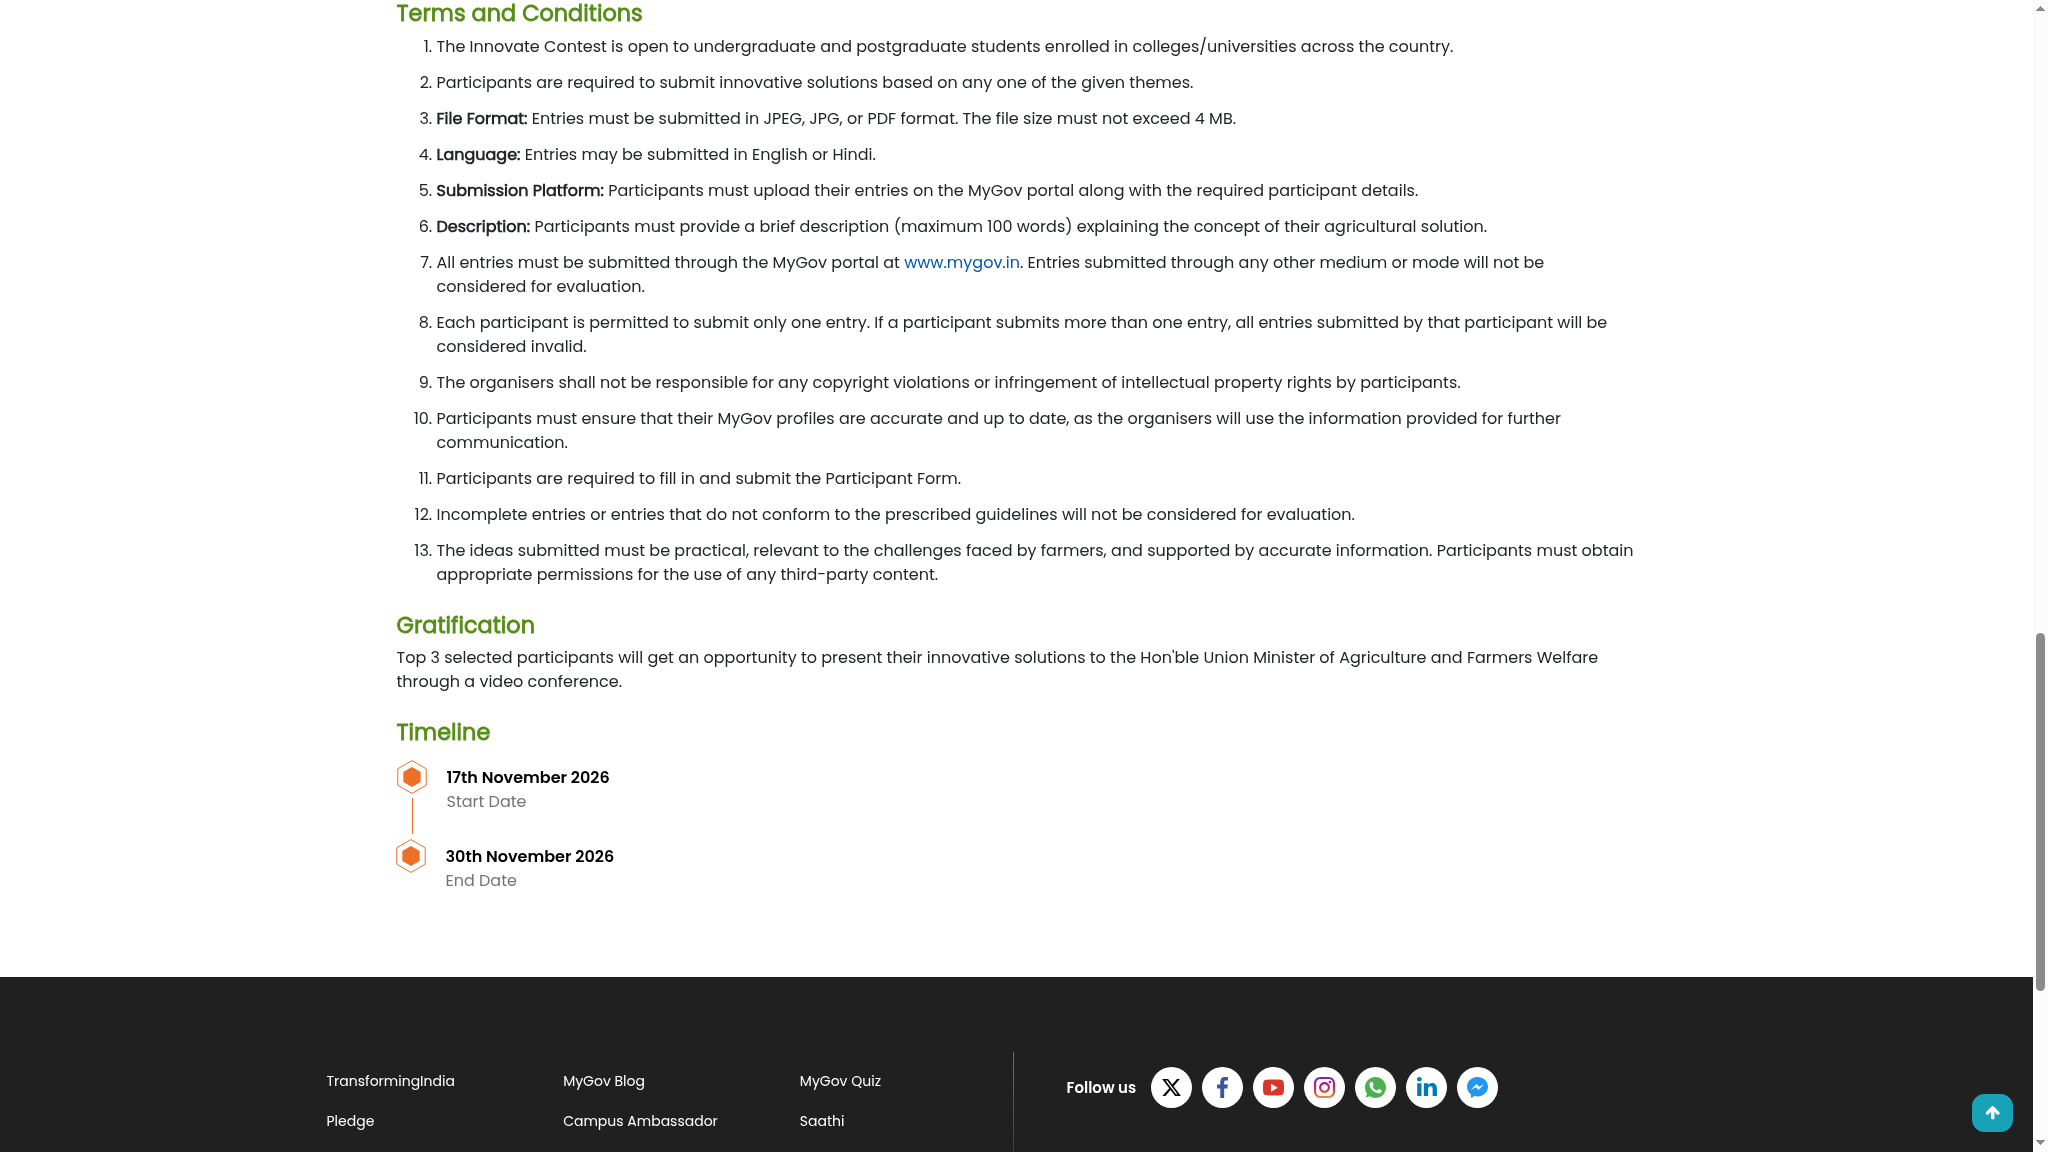 Terms and Conditions
1. The Innovate Contest is open to undergraduate and postgraduate students enrolled in colleges/universities across the country.
2. Participants are required to submit innovative solutions based on any one of the given themes.
3. File Format: Entries must be submitted in JPEG, JPG, or PDF format. The file size must not exceed 4 MB.
4. Language: Entries may be submitted in English or Hindi.
5. Submission Platform: Participants must upload their entries on the MyGov portal along with the required participant details.
6. Description: Participants must provide a brief description (maximum 100 words) explaining the concept of their agricultural solution.
7. All entries must be submitted through the MyGov portal at www.mygov.in. Entries submitted through any other medium or mode will not be
considered for evaluation.
8. Each participant is permitted to submit only one entry. If a participant submits more than one entry, all entries submitted by that participant will be
considered invalid.
9. The organisers shall not be responsible for any copyright violations or infringement of intellectual property rights by participants.
10. Participants must ensure that their MyGov profiles are accurate and up to date, as the organisers will use the information provided for further
communication.
11. Participants are required to fill in and submit the Participant Form.
12. Incomplete entries or entries that do not conform to the prescribed guidelines will not be considered for evaluation.
13. The ideas submitted must be practical, relevant to the challenges faced by farmers, and supported by accurate information. Participants must obtain
appropriate permissions for the use of any third-party content.
Gratification
Top 3 selected participants will get an opportunity to present their innovative solutions to the Hon'ble Union Minister of Agriculture and Farmers Welfare
through a video conference.
Timeline
17th November 2026
Start Date
30th November 2026
End Date
TransformingIndia MyGov Blog MyGov Quiz
Follow us
Pledge Campus Ambassador Saathi